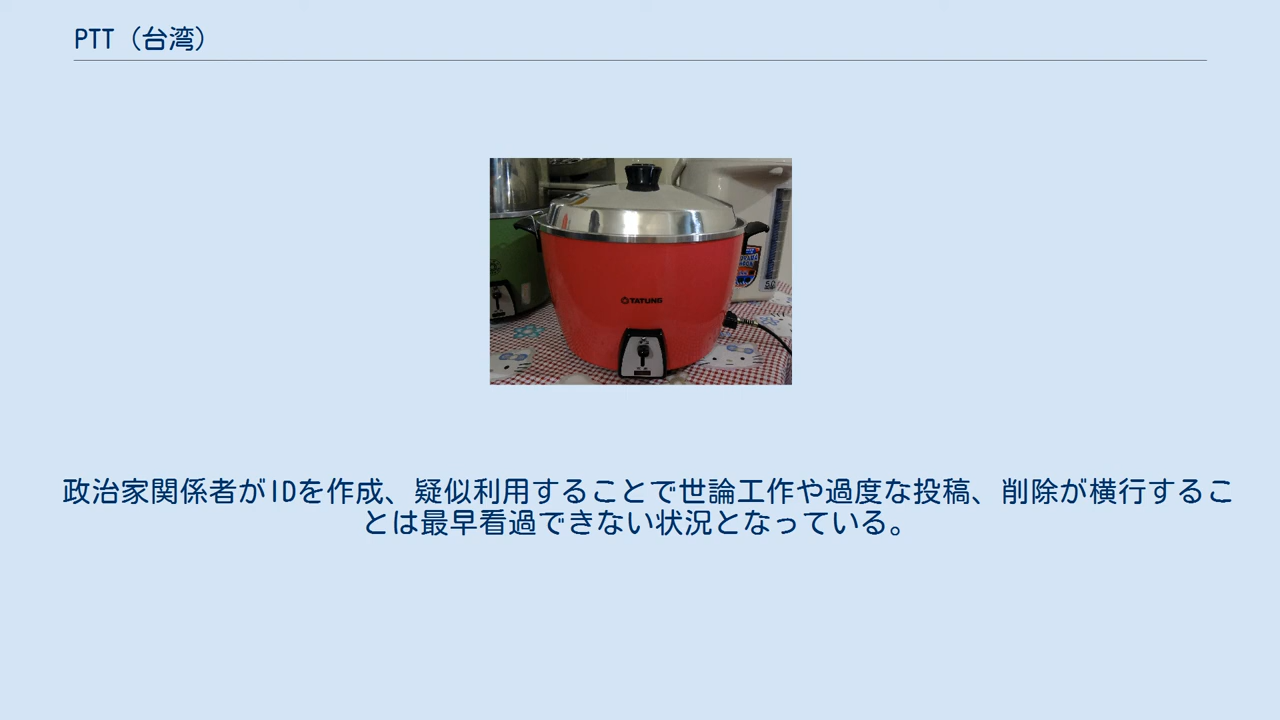 PTT（台湾）
TATUNG
50
政治家関係者がIDを作成、疑似利用することで世論工作や過度な投稿、削除が横行するこ
とは最早看過できない状況となっている。